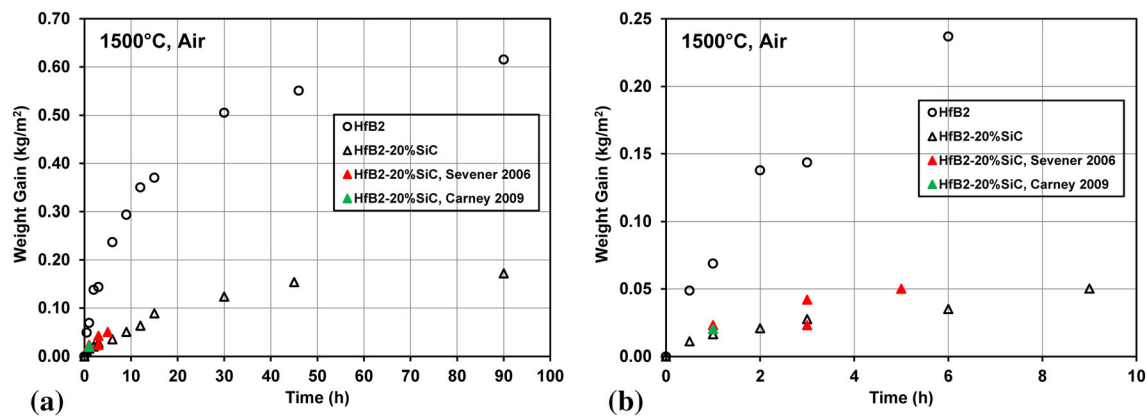 0.70
0.60
0.50
0.40
0.30
0.20
0.10
0.00
Weight Gain (kg/m²)
1500°C, Air
HfB2
HfB2-20%SiC
HfB2-20%SiC, Sevener 2006
HfB2-20%SiC, Carney 2009
0 10 20 30 40 50 60 70 80 90 100
Time (h)
(a)
0.25
0.20
0.15
0.10
0.05
0.00
Weight Gain (kg/m²)
1500°C, Air
HfB2
HfB2-20%SiC
HfB2-20%SiC, Sevener 2006
HfB2-20%SiC, Carney 2009
0 2 4 6 8 10
Time (h)
(b)